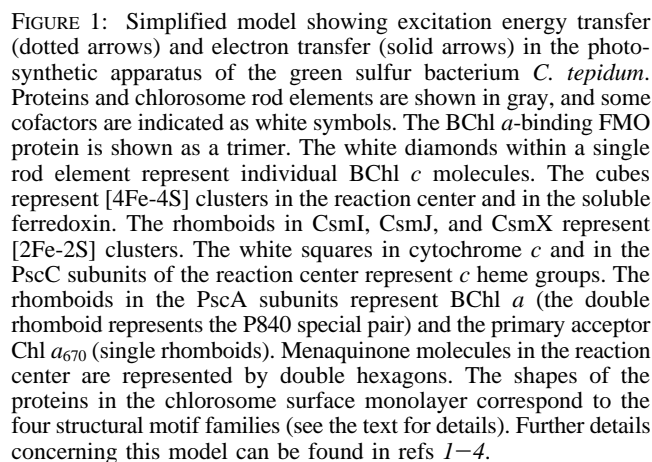 FIGURE 1: Simplified model showing excitation energy transfer
(dotted arrows) and electron transfer (solid arrows) in the photo-
synthetic apparatus of the green sulfur bacterium C. tepidum.
Proteins and chlorosome rod elements are shown in gray, and some
cofactors are indicated as white symbols. The BChl a-binding FMO
protein is shown as a trimer. The white diamonds within a single
rod element represent individual BChl c molecules. The cubes
represent [4Fe-4S] clusters in the reaction center and in the soluble
ferredoxin. The rhomboids in CsmI, CsmJ, and CsmX represent
[2Fe-2S] clusters. The white squares in cytochrome c and in the
PscC subunits of the reaction center represent c heme groups. The
rhomboids in the PscA subunits represent BChl a (the double
rhomboid represents the P840 special pair) and the primary acceptor
Chl a₆₇₀ (single rhomboids). Menaquinone molecules in the reaction
center are represented by double hexagons. The shapes of the
proteins in the chlorosome surface monolayer correspond to the
four structural motif families (see the text for details). Further details
concerning this model can be found in refs 1−4.